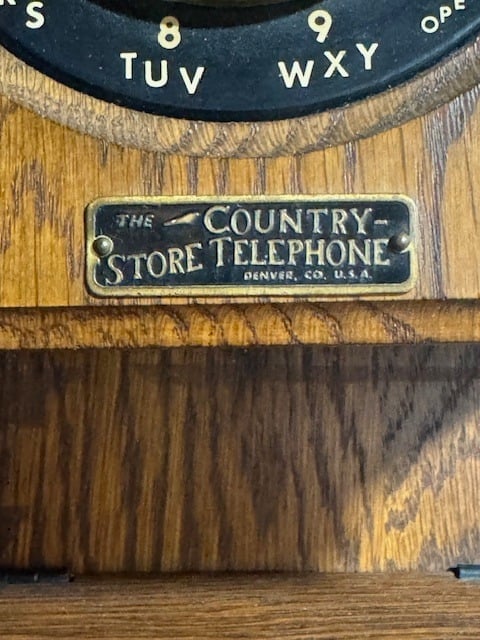 S
8
TUV
9
WXY
OPE
THE COUNTRY-
STORE TELEPHONE
DENVER, CO. U.S.A.